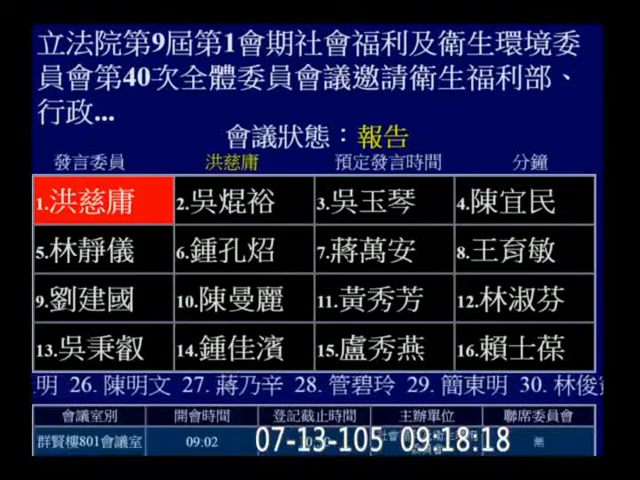 立法院第9屆第1會期社會福利及衛生環境委
員會第40次全體委員會議邀請衛生福利部、
行政...
會議狀態：報告
發言委員 洪慈庸 預定發言時間 分鐘
1.洪慈庸 2.吳焜裕 3.吳玉琴 4.陳宜民
5.林靜儀 6.鍾孔炤 7.蔣萬安 8.王育敏
9.劉建國 10.陳曼麗 11.黃秀芳 12.林淑芬
13.吳秉叡 14.鍾佳濱 15.盧秀燕 16.賴士葆
明 26. 陳明文 27. 蔣乃辛 28. 管碧玲 29. 簡東明 30. 林俊
會議室別 開會時間 登記截止時間 主辦單位 聯席委員會
群賢樓801會議室 09:02 無
07-13-105 09:18:18